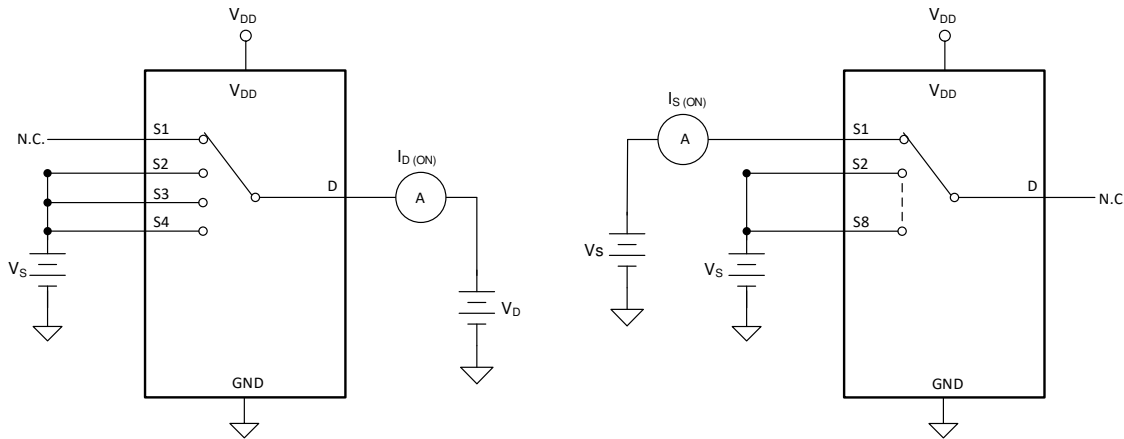 VDD
VDD
N.C.
S1
S2
S3
S4
D
ID (ON)
A
VS
VD
GND
VDD
VDD
IS (ON)
A
S1
S2
S8
D
N.C
VS
VS
GND